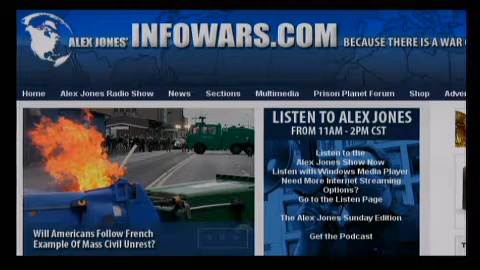 ALEX JONES' INFOWARS.COM BECAUSE THERE IS A WAR
Home Alex Jones Radio Show News Sections Multimedia Prison Planet Forum Shop
LISTEN TO ALEX JONES
FROM 11AM - 2PM CST
Listen to the
Alex Jones Show Now
Listen with Windows Media Player
Need More Internet Streaming
Options?
Go to the Listen Page
The Alex Jones Sunday Edition
Get the Podcast
Will Americans Follow French
Example Of Mass Civil Unrest?